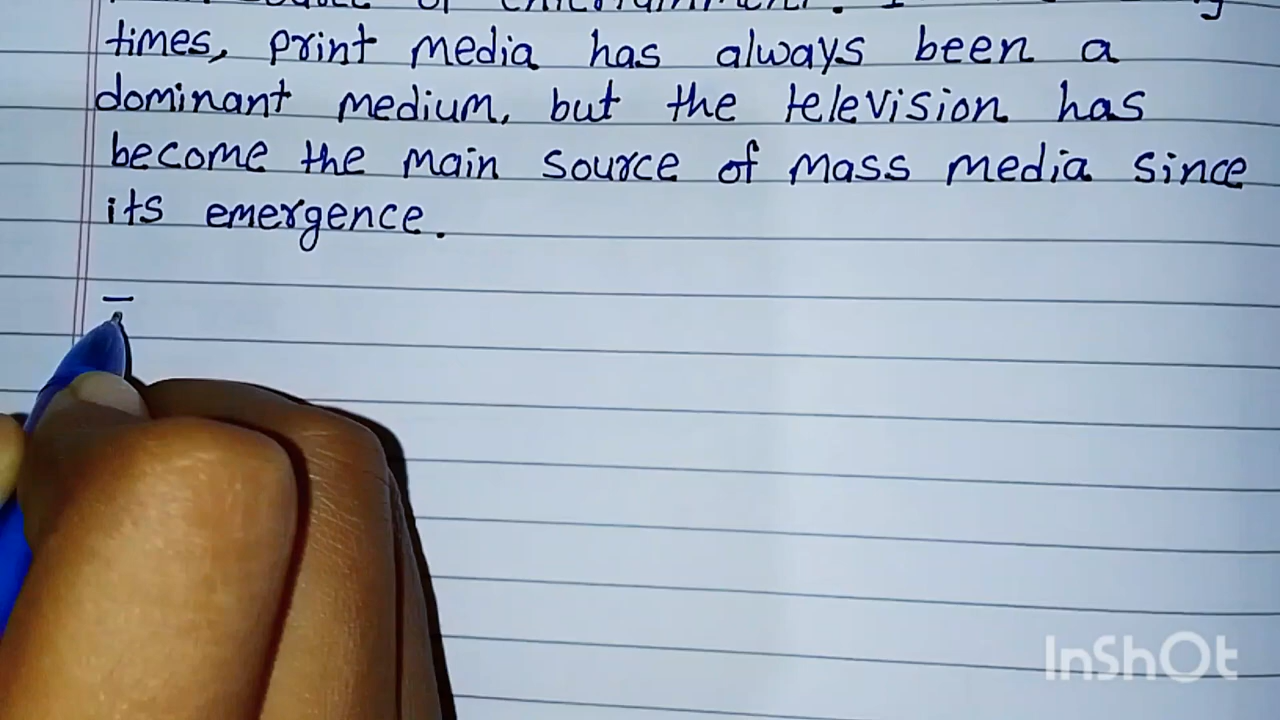 of
times, print media has always been a
dominant medium, but the television has
become the main source of mass media since
its emergence.
InShOt